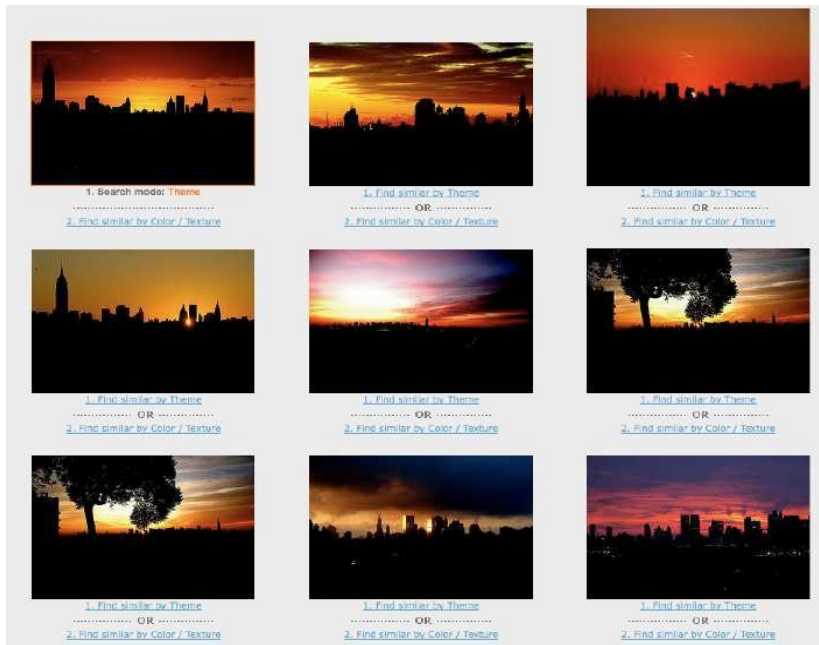 1. Search mode: Theme
2. Find similar by Color / Texture
1. Find similar by Theme
OR
2. Find similar by Color / Texture
1. Find similar by Theme
OR
2. Find similar by Color / Texture
1. Find similar by Theme
OR
2. Find similar by Color / Texture
1. Find similar by Theme
OR
2. Find similar by Color / Texture
1. Find similar by Theme
OR
2. Find similar by Color / Texture
1. Find similar by Theme
OR
2. Find similar by Color / Texture
1. Find similar by Theme
OR
2. Find similar by Color / Texture
1. Find similar by Theme
OR
2. Find similar by Color / Texture